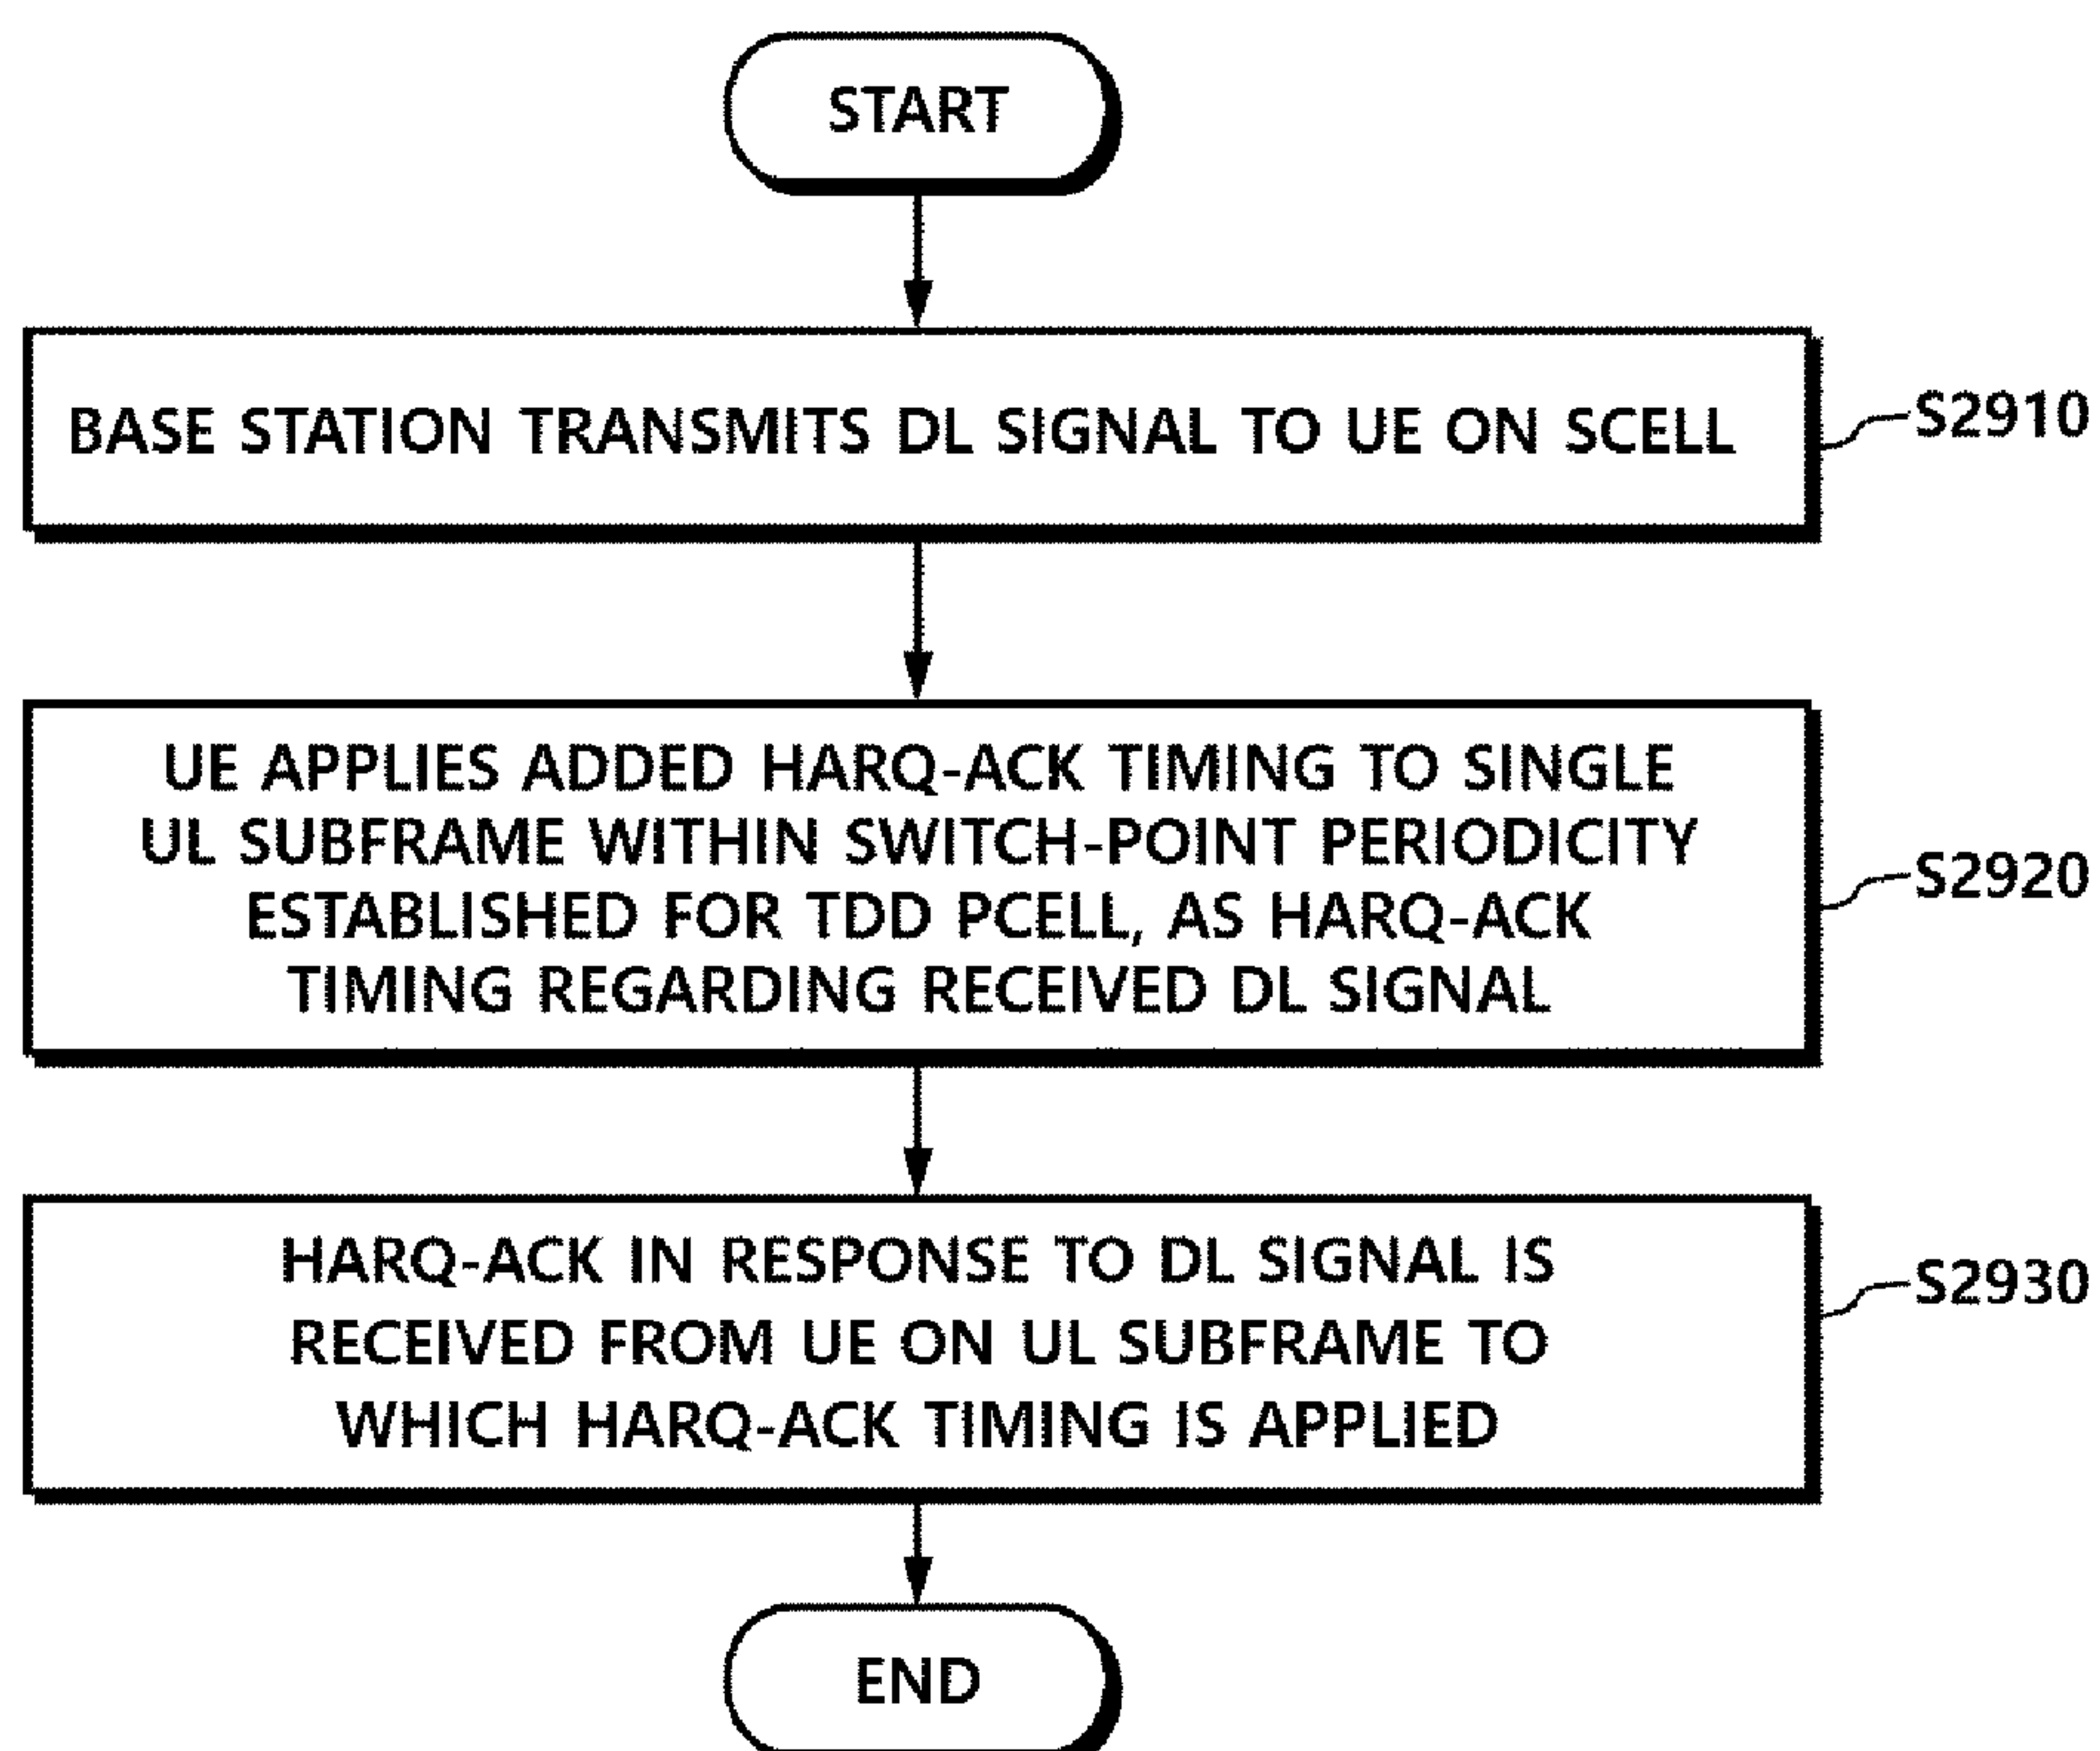 START
BASE STATION TRANSMITS DL SIGNAL TO UE ON SCELL
S2910
UE APPLIES ADDED HARQ-ACK TIMING TO SINGLE
UL SUBFRAME WITHIN SWITCH-POINT PERIODICITY
ESTABLISHED FOR TDD PCELL, AS HARQ-ACK
TIMING REGARDING RECEIVED DL SIGNAL
S2920
HARQ-ACK IN RESPONSE TO DL SIGNAL IS
RECEIVED FROM UE ON UL SUBFRAME TO
WHICH HARQ-ACK TIMING IS APPLIED
S2930
END